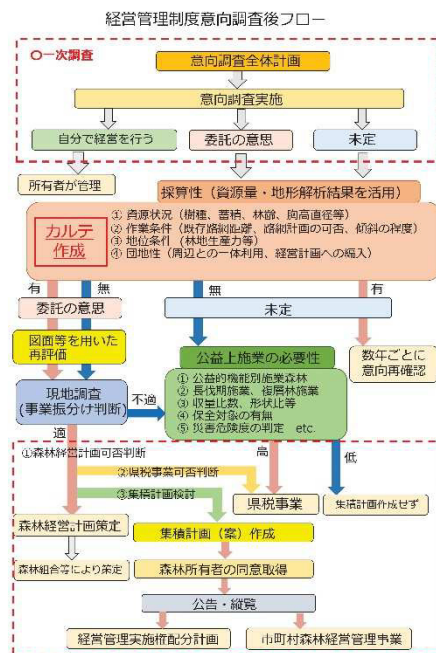 経営管理制度意向調査後フロー
〇一次調査
意向調査全体計画
意向調査実施
自分で経営を行う
委託の意思
未定
所有者が管理
採算性（資源量・地形解析結果を活用）
カルテ
作成
① 資源状況（樹種、蓄積、林齢、胸高直径等）
② 作業条件（既存路網距離、路網計画の可否、傾斜の程度）
③ 地位条件（林地生産力等）
④ 団地性（周辺との一体利用、経営計画への編入）
有
無
無
有
委託の意思
未定
図面等を用いた
再評価
公益上施業の必要性
① 公益的機能別施業森林
② 長伐期施業、複層林施業
③ 収量比数、形状比等
④ 保全対象の有無
⑤ 災害危険度の判定 etc.
数年ごとに
意向再確認
現地調査
(事業振分け判断)
不適
適
高
低
①森林経営計画可否判断
②県税事業可否判断
③集積計画検討
県税事業
集積計画作成せず
森林経営計画策定
集積計画（案）作成
森林組合等により策定
森林所有者の同意取得
公告・縦覧
経営管理実施権配分計画
市町村森林経営管理事業